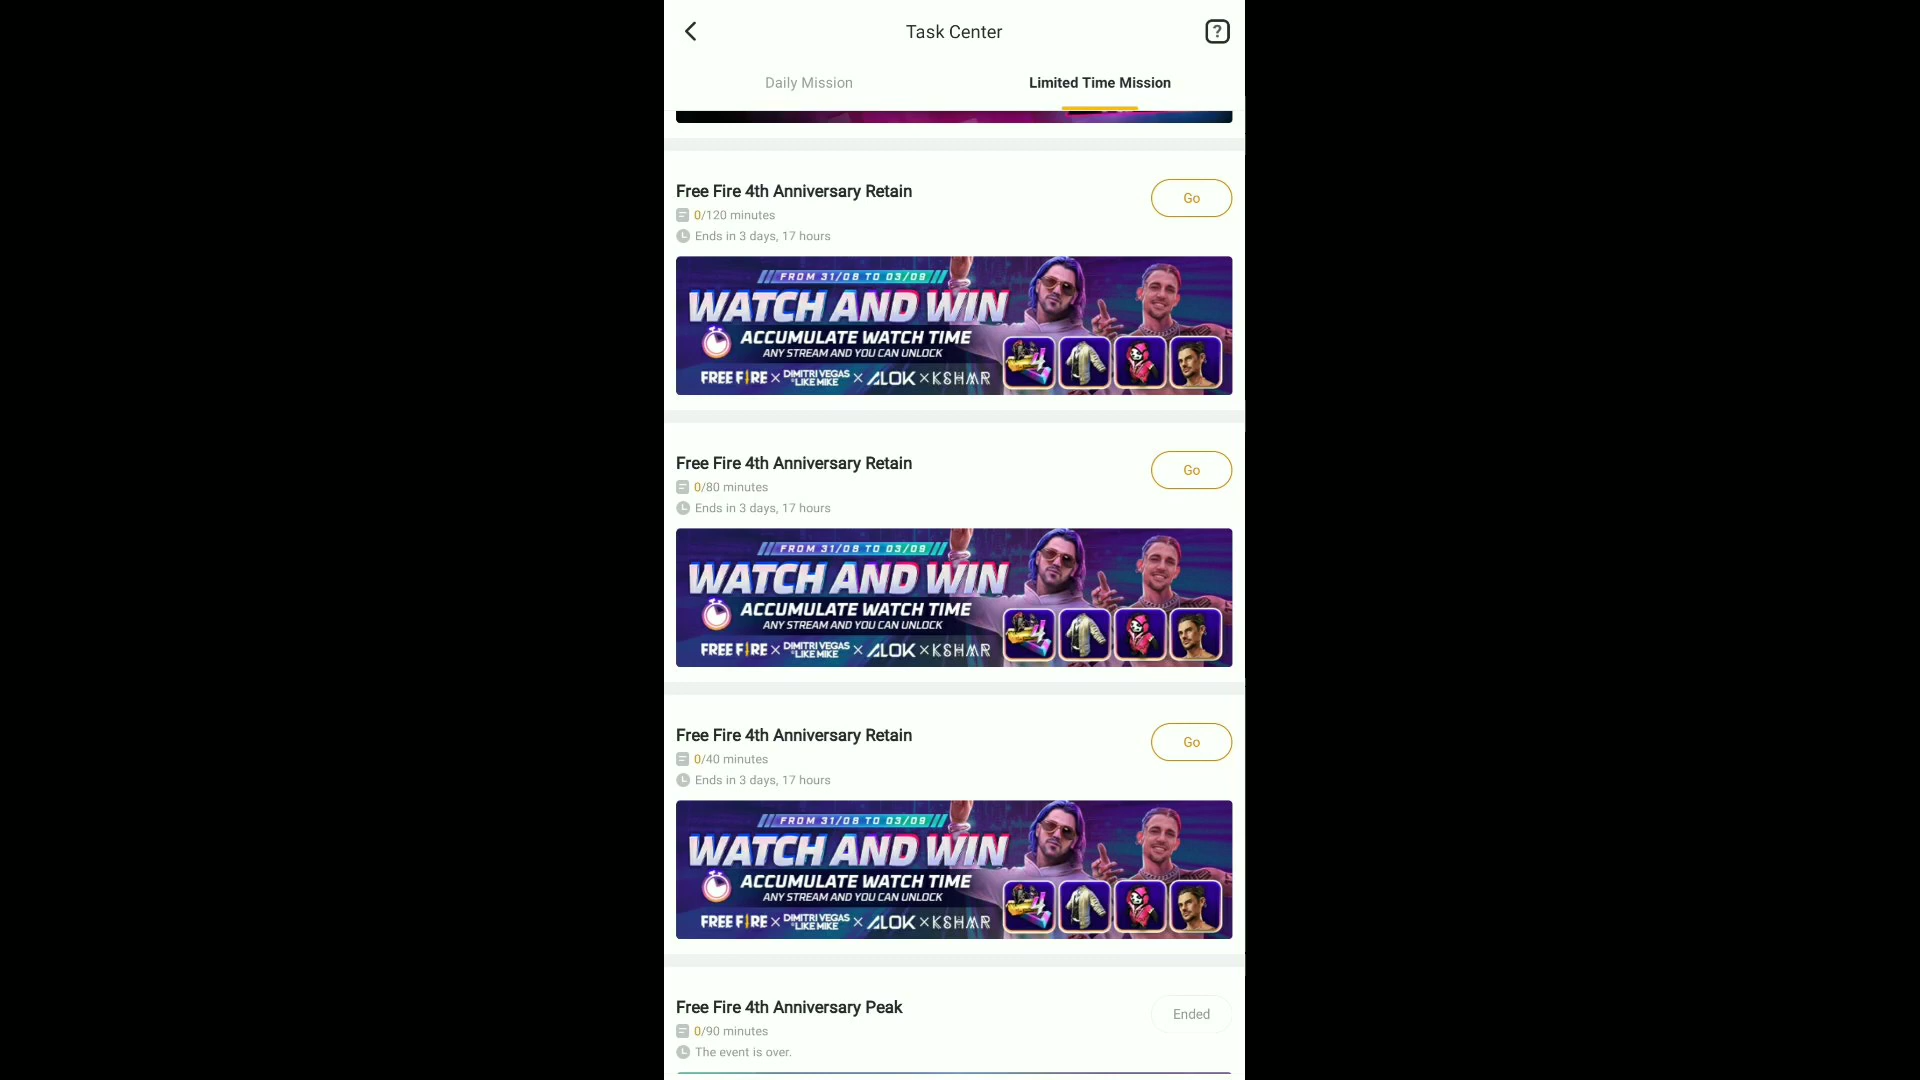 Task Center
?
Daily Mission
Limited Time Mission
Free Fire 4th Anniversary Retain
Go
0/120 minutes
Ends in 3 days, 17 hours
FROM 31/08 TO 03/09
WATCH AND WIN
ACCUMULATE WATCH TIME
ANY STREAM AND YOU CAN UNLOCK
FREE FIRE × DIMITRI VEGAS & LIKE MIKE × ALOK × KSHMR
4
Free Fire 4th Anniversary Retain
Go
0/80 minutes
Ends in 3 days, 17 hours
FROM 31/08 TO 03/09
WATCH AND WIN
ACCUMULATE WATCH TIME
ANY STREAM AND YOU CAN UNLOCK
FREE FIRE × DIMITRI VEGAS & LIKE MIKE × ALOK × KSHMR
4
Free Fire 4th Anniversary Retain
Go
0/40 minutes
Ends in 3 days, 17 hours
FROM 31/08 TO 03/09
WATCH AND WIN
ACCUMULATE WATCH TIME
ANY STREAM AND YOU CAN UNLOCK
FREE FIRE × DIMITRI VEGAS & LIKE MIKE × ALOK × KSHMR
4
Free Fire 4th Anniversary Peak
Ended
0/90 minutes
The event is over.